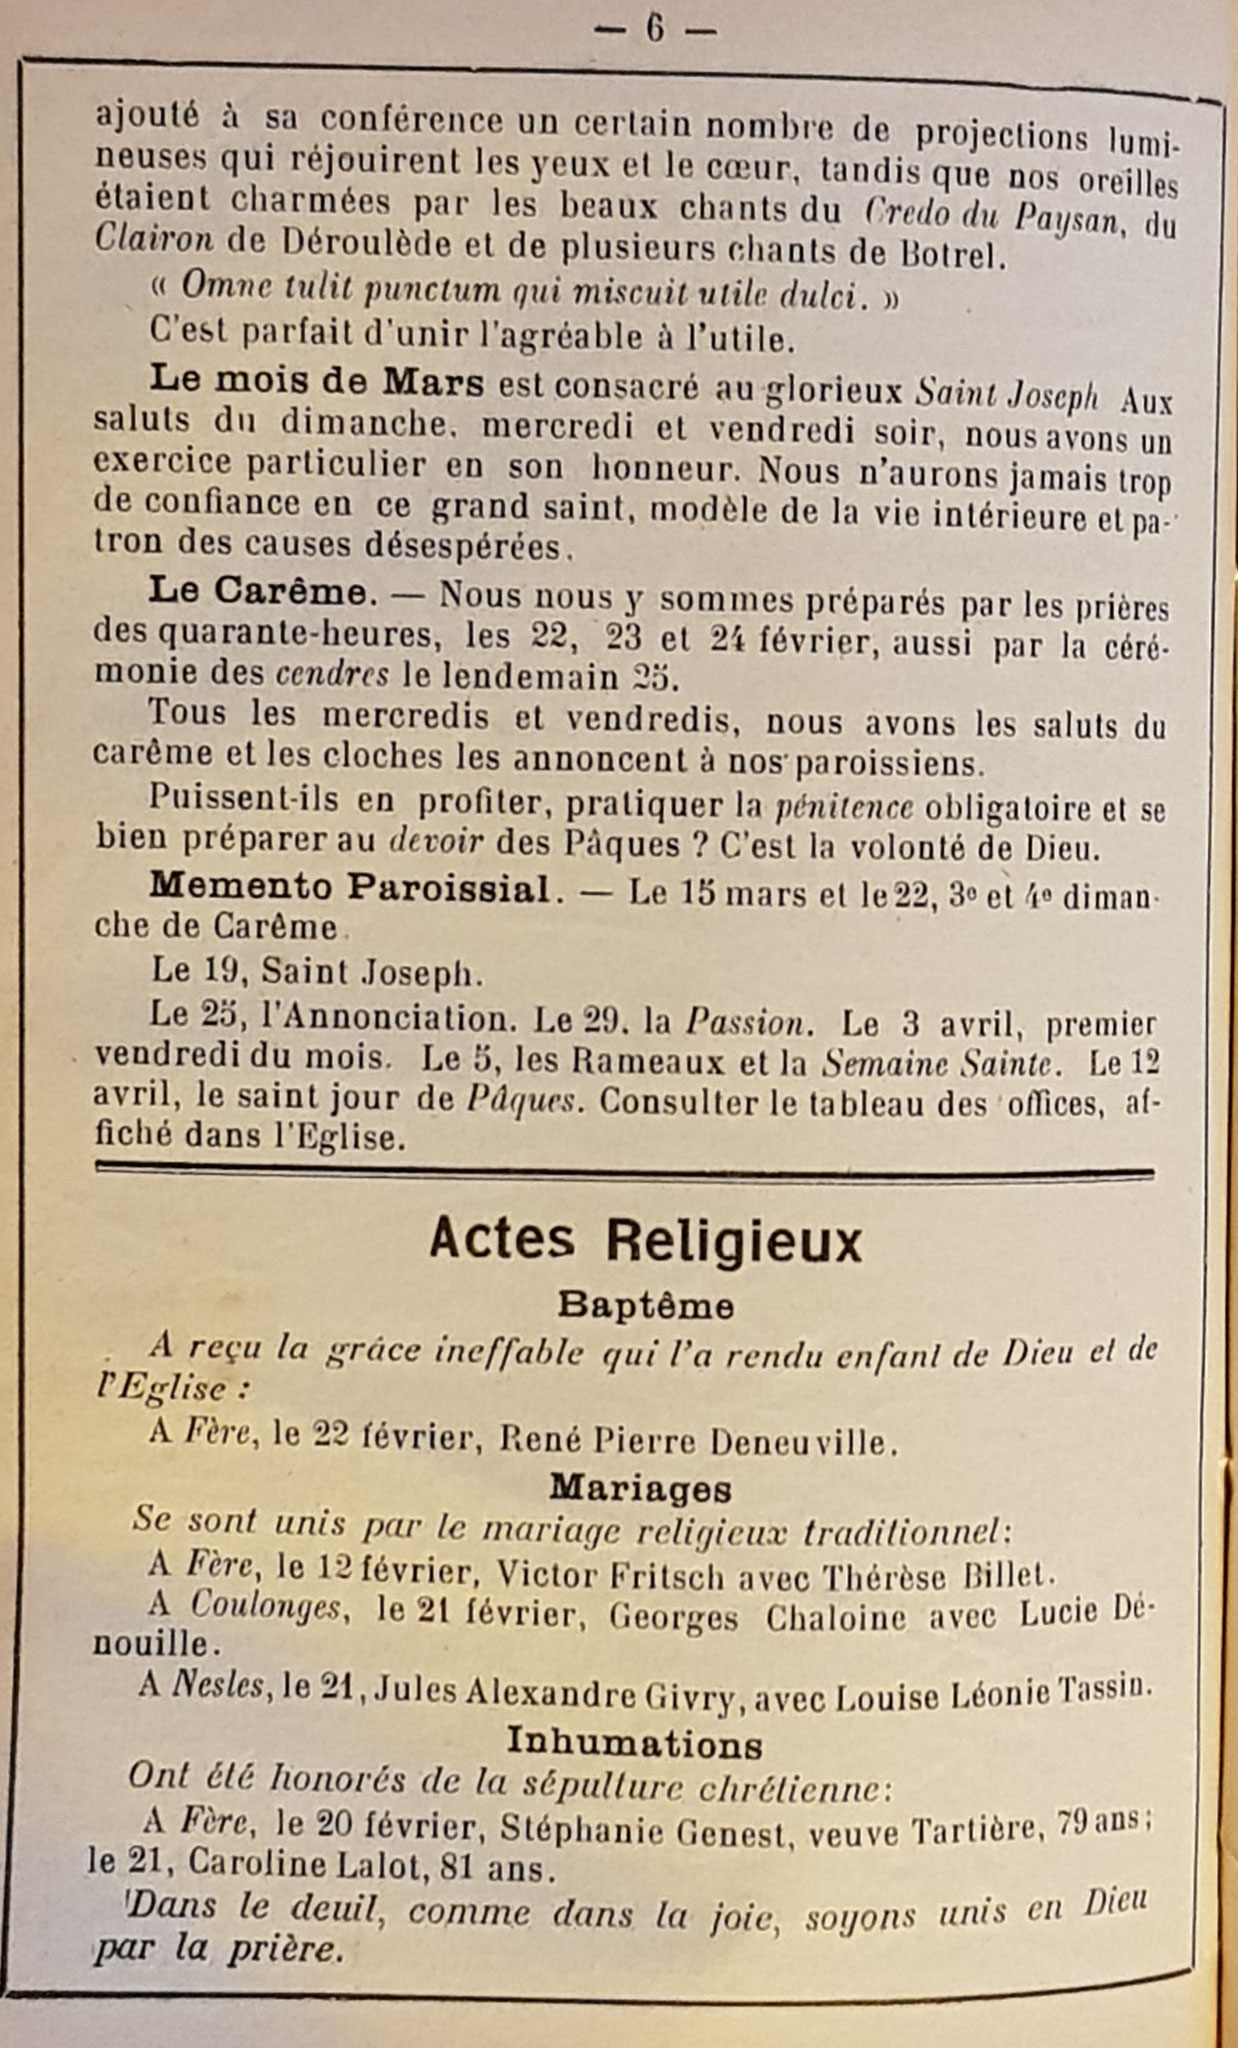 — 6 —
ajouté à sa conférence un certain nombre de projections lumi-
neuses qui réjouirent les yeux et le cœur, tandis que nos oreilles
étaient charmées par les beaux chants du Credo du Paysan, du
Clairon de Déroulède et de plusieurs chants de Botrel.
« Omne tulit punctum qui miscuit utile dulci. »
C'est parfait d'unir l'agréable à l'utile.
Le mois de Mars est consacré au glorieux Saint Joseph Aux
saluts du dimanche. mercredi et vendredi soir, nous avons un
exercice particulier en son honneur. Nous n'aurons jamais trop
de confiance en ce grand saint, modèle de la vie intérieure et pa-
tron des causes désespérées.
Le Carême. — Nous nous y sommes préparés par les prières
des quarante-heures, les 22, 23 et 24 février, aussi par la céré-
monie des cendres le lendemain 25.
Tous les mercredis et vendredis, nous avons les saluts du
carême et les cloches les annoncent à nos paroissiens.
Puissent-ils en profiter, pratiquer la pénitence obligatoire et se
bien préparer au devoir des Pâques ? C'est la volonté de Dieu.
Memento Paroissial. — Le 15 mars et le 22, 3e et 4e diman-
che de Carême.
Le 19, Saint Joseph.
Le 25, l'Annonciation. Le 29. la Passion. Le 3 avril, premier
vendredi du mois. Le 5, les Rameaux et la Semaine Sainte. Le 12
avril, le saint jour de Pâques. Consulter le tableau des offices, af-
fiché dans l'Eglise.
Actes Religieux
Baptême
A reçu la grâce ineffable qui l'a rendu enfant de Dieu et de
l'Eglise :
A Fère, le 22 février, René Pierre Deneuville.
Mariages
Se sont unis par le mariage religieux traditionnel:
A Fère, le 12 février, Victor Fritsch avec Thérèse Billet.
A Coulonges, le 21 février, Georges Chaloine avec Lucie Dé-
nouille.
A Nesles, le 21, Jules Alexandre Givry, avec Louise Léonie Tassin.
Inhumations
Ont été honorés de la sépulture chrétienne:
A Fère, le 20 février, Stéphanie Genest, veuve Tartière, 79 ans;
le 21, Caroline Lalot, 81 ans.
Dans le deuil, comme dans la joie, soyons unis en Dieu
par la prière.